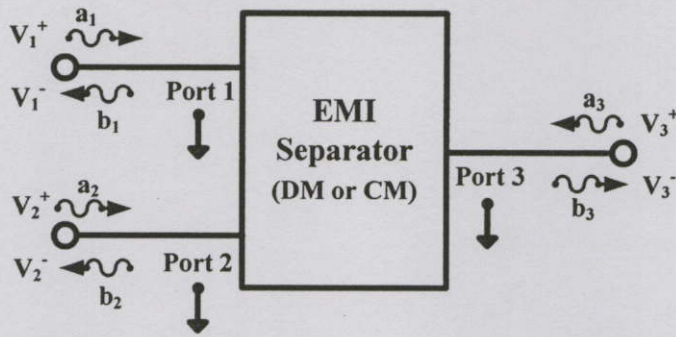 V1+ a1
V1- b1
Port 1
V2+ a2
V2- b2
Port 2
EMI
Separator
(DM or CM)
a3 V3+
Port 3
b3 V3-